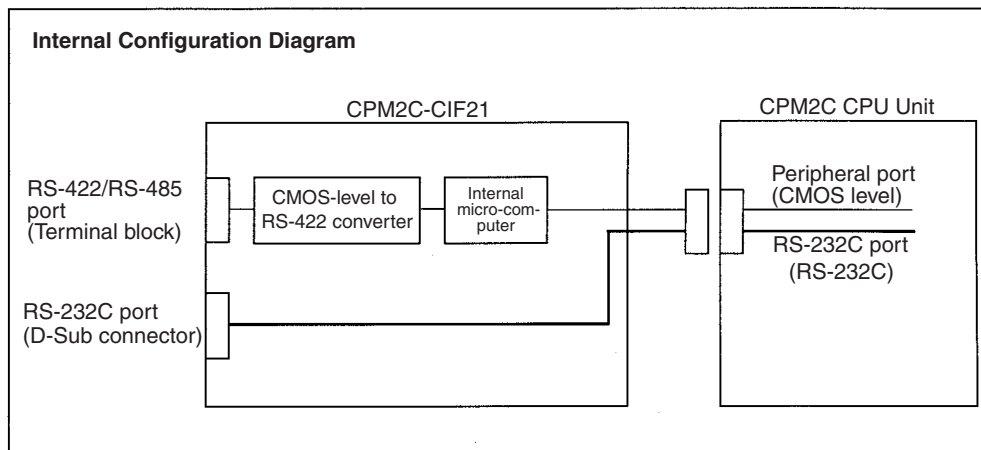 Internal Configuration Diagram
CPM2C-CIF21
CPM2C CPU Unit
RS-422/RS-485
port
(Terminal block)
CMOS-level to
RS-422 converter
Internal
micro-com-
puter
Peripheral port
(CMOS level)
RS-232C port
(RS-232C)
RS-232C port
(D-Sub connector)